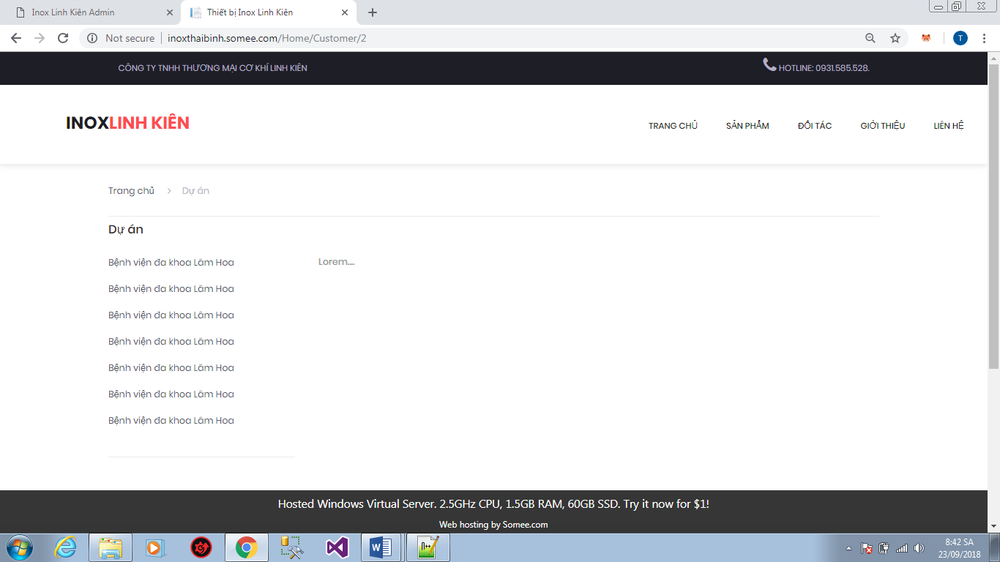 Inox Linh Kiên Admin
Thiết bị Inox Linh Kiên
Not secure
inoxthaibinh.somee.com/Home/Customer/2
T
CÔNG TY TNHH THƯƠNG MẠI CƠ KHÍ LINH KIÊN
HOTLINE: 0931.585.528.
INOXLINH KIÊN
TRANG CHỦ
SẢN PHẨM
ĐỐI TÁC
GIỚI THIỆU
LIÊN HỆ
Trang chủ
Dự án
Dự án
Bệnh viện đa khoa Lâm Hoa
Lorem....
Bệnh viện đa khoa Lâm Hoa
Bệnh viện đa khoa Lâm Hoa
Bệnh viện đa khoa Lâm Hoa
Bệnh viện đa khoa Lâm Hoa
Bệnh viện đa khoa Lâm Hoa
Bệnh viện đa khoa Lâm Hoa
Hosted Windows Virtual Server. 2.5GHz CPU, 1.5GB RAM, 60GB SSD. Try it now for $1!
Web hosting by Somee.com
8:42 SA
23/09/2018